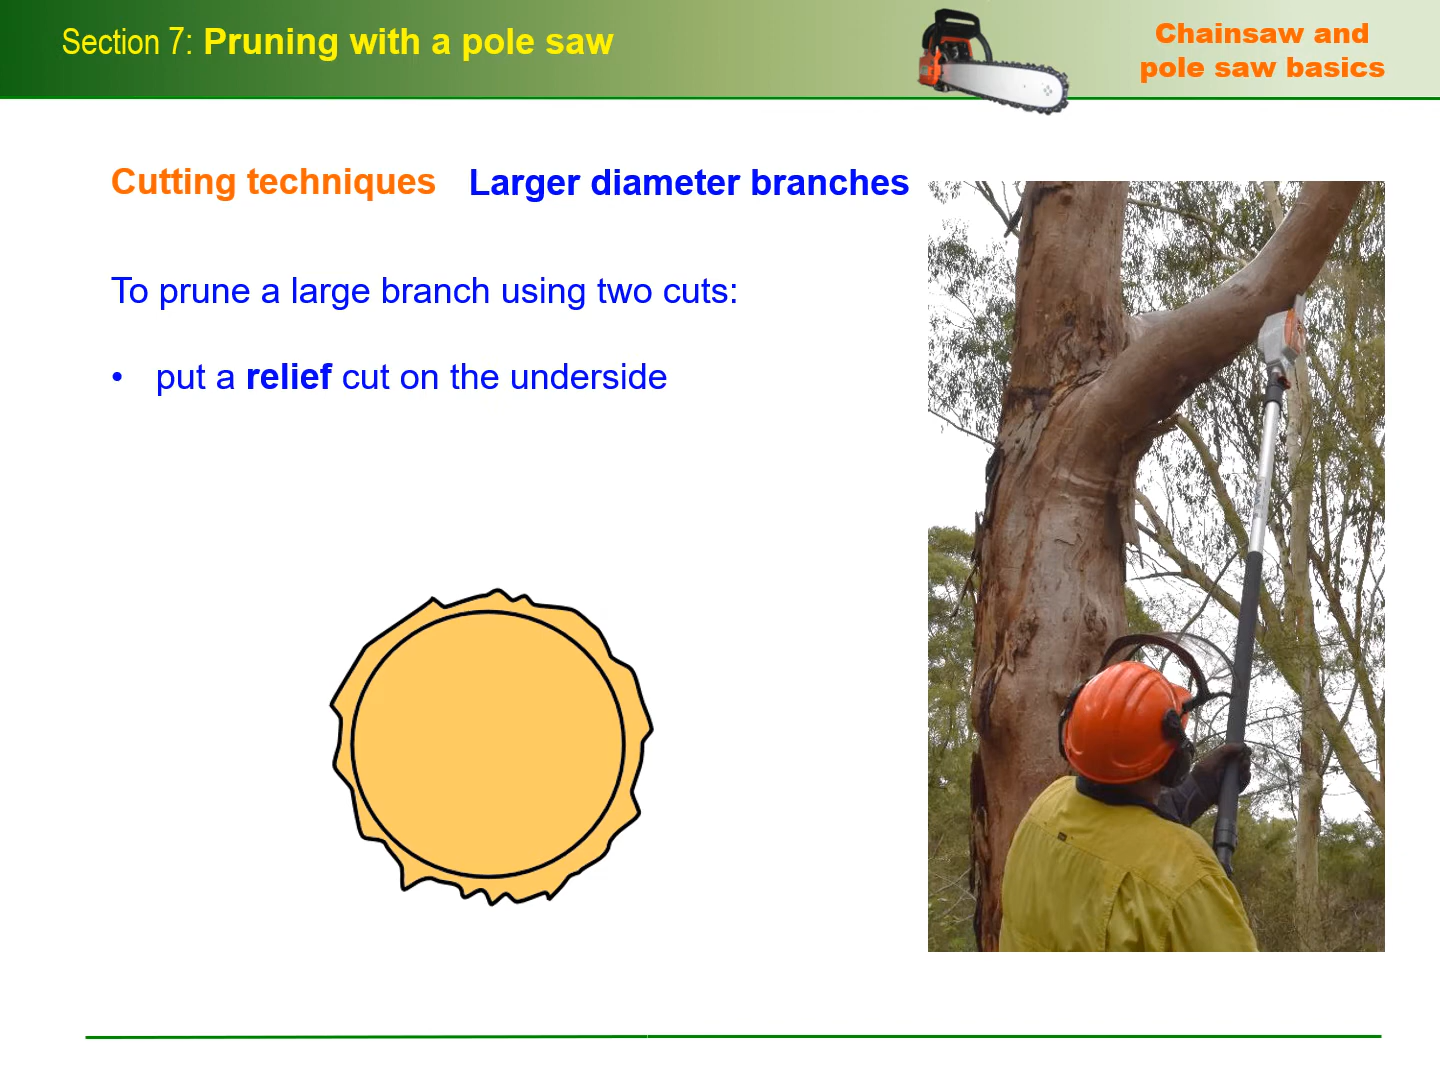 Section 7: Pruning with a pole saw
Chainsaw and
pole saw basics
Cutting techniques Larger diameter branches
To prune a large branch using two cuts:
• put a relief cut on the underside